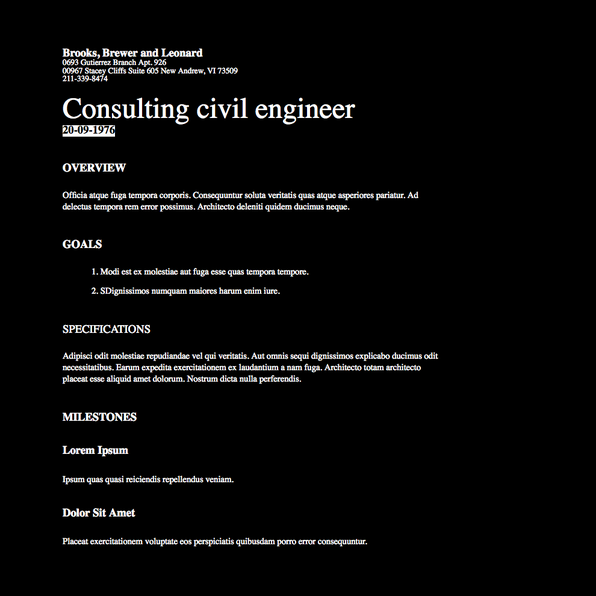 Brooks, Brewer and Leonard
0693 Gutierrez Branch Apt. 926
00967 Stacey Cliffs Suite 605 New Andrew, VI 73509
211-339-8474
Consulting civil engineer
20-09-1976
OVERVIEW
Officia atque fuga tempora corporis. Consequuntur soluta veritatis quas atque asperiores pariatur. Ad
delectus tempora rem error possimus. Architecto deleniti quidem ducimus neque.
GOALS
1. Modi est ex molestiae aut fuga esse quas tempora tempore.
2. SDignissimos numquam maiores harum enim iure.
SPECIFICATIONS
Adipisci odit molestiae repudiandae vel qui veritatis. Aut omnis sequi dignissimos explicabo ducimus odit
necessitatibus. Earum expedita exercitationem ex laudantium a nam fuga. Architecto totam architecto
placeat esse aliquid amet dolorum. Nostrum dicta nulla perferendis.
MILESTONES
Lorem Ipsum
Ipsum quas quasi reiciendis repellendus veniam.
Dolor Sit Amet
Placeat exercitationem voluptate eos perspiciatis quibusdam porro error consequuntur.